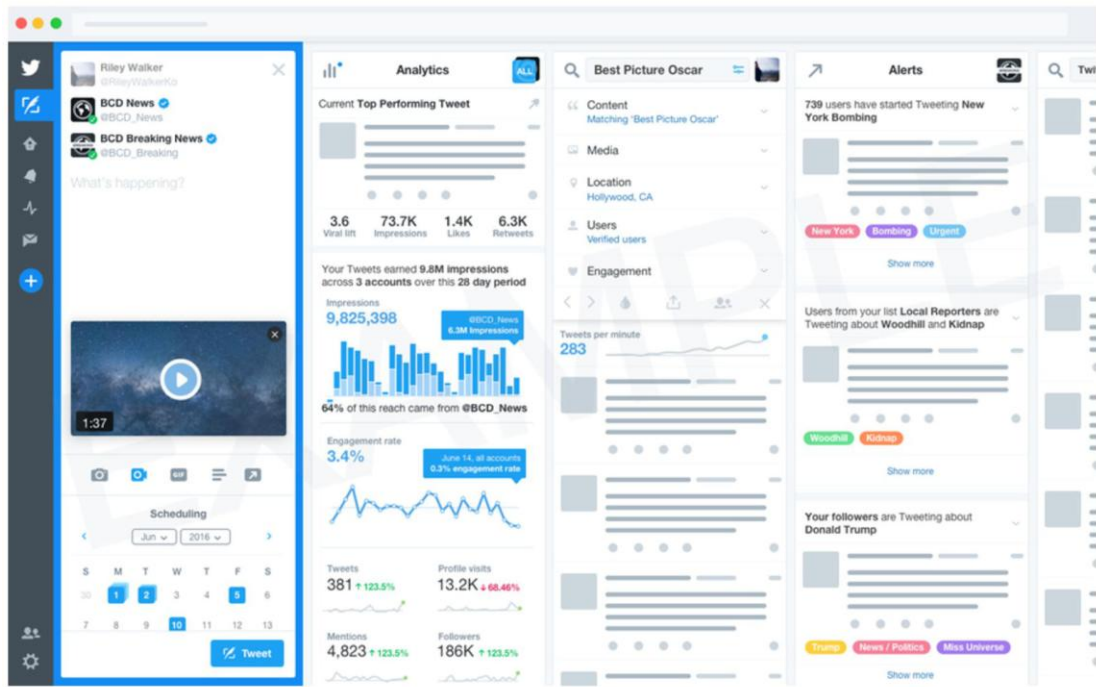 Riley Walker
@RileyWalkerKo
BCD News
@BCD_News
BCD Breaking News
@BCD_Breaking
What's happening?
1:37
GIF
Scheduling
Jun
2016
S M T W T F S
30 1 2 3 4 5 6
7 8 9 10 11 12 13
Tweet
Analytics
ALL
Current Top Performing Tweet
3.6 73.7K 1.4K 6.3K
Viral lift Impressions Likes Retweets
Your Tweets earned 9.8M impressions
across 3 accounts over this 28 day period
Impressions
9,825,398
@BCD_News
6.3M Impressions
64% of this reach came from @BCD_News
Engagement rate
3.4%
June 14, all accounts
0.3% engagement rate
Tweets Profile visits
381 ↑ 123.5% 13.2K ↓ 68.46%
Mentions Followers
4,823 ↑ 123.5% 186K ↑ 123.5%
Best Picture Oscar
Content
Matching 'Best Picture Oscar'
Media
Location
Hollywood, CA
Users
Verified users
Engagement
Tweets per minute
283
Alerts
739 users have started Tweeting New
York Bombing
New York Bombing Urgent
Show more
Users from your list Local Reporters are
Tweeting about Woodhill and Kidnap
Woodhill Kidnap
Show more
Your followers are Tweeting about
Donald Trump
Trump News / Politics Miss Universe
Show more
EXAMPLE